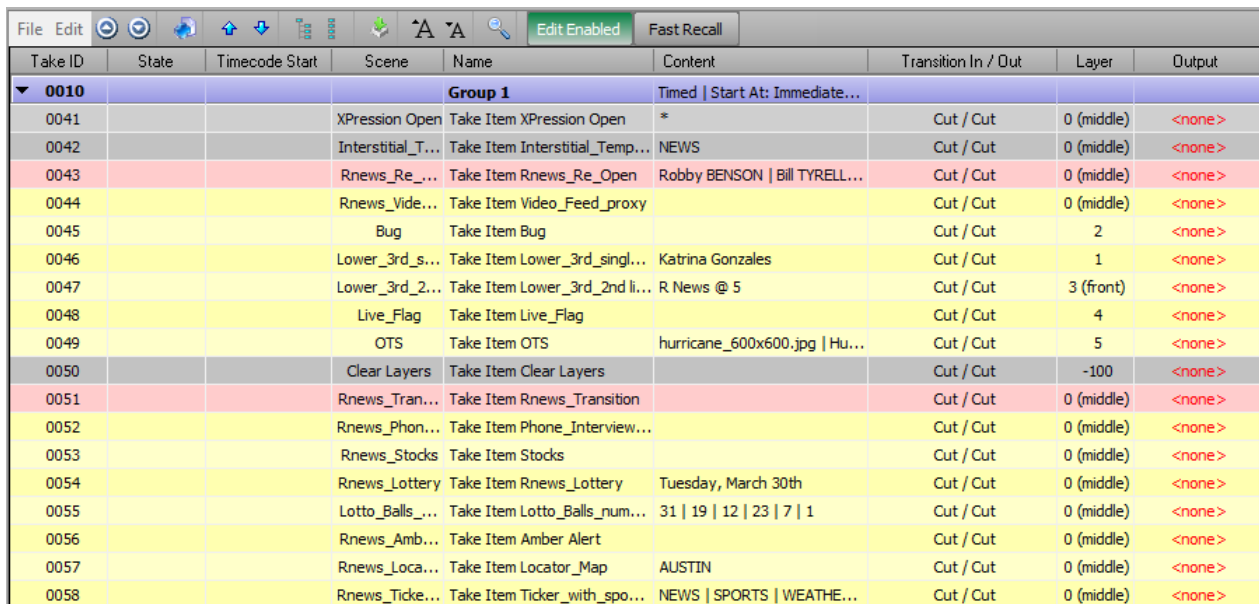 File Edit Edit Enabled Fast Recall
Take ID State Timecode Start Scene Name Content Transition In / Out Layer Output
0010 Group 1 Timed | Start At: Immediate...
0041 XPression Open Take Item XPression Open * Cut / Cut 0 (middle) <none>
0042 Interstitial_T... Take Item Interstitial_Temp... NEWS Cut / Cut 0 (middle) <none>
0043 Rnews_Re_... Take Item Rnews_Re_Open Robby BENSON | Bill TYRELL... Cut / Cut 0 (middle) <none>
0044 Rnews_Vide... Take Item Video_Feed_proxy Cut / Cut 0 (middle) <none>
0045 Bug Take Item Bug Cut / Cut 2 <none>
0046 Lower_3rd_s... Take Item Lower_3rd_singl... Katrina Gonzales Cut / Cut 1 <none>
0047 Lower_3rd_2... Take Item Lower_3rd_2nd li... R News @ 5 Cut / Cut 3 (front) <none>
0048 Live_Flag Take Item Live_Flag Cut / Cut 4 <none>
0049 OTS Take Item OTS hurricane_600x600.jpg | Hu... Cut / Cut 5 <none>
0050 Clear Layers Take Item Clear Layers Cut / Cut -100 <none>
0051 Rnews_Tran... Take Item Rnews_Transition Cut / Cut 0 (middle) <none>
0052 Rnews_Phon... Take Item Phone_Interview... Cut / Cut 0 (middle) <none>
0053 Rnews_Stocks Take Item Stocks Cut / Cut 0 (middle) <none>
0054 Rnews_Lottery Take Item Rnews_Lottery Tuesday, March 30th Cut / Cut 0 (middle) <none>
0055 Lotto_Balls_... Take Item Lotto_Balls_num... 31 | 19 | 12 | 23 | 7 | 1 Cut / Cut 0 (middle) <none>
0056 Rnews_Amb... Take Item Amber Alert Cut / Cut 0 (middle) <none>
0057 Rnews_Loca... Take Item Locator_Map AUSTIN Cut / Cut 0 (middle) <none>
0058 Rnews_Ticke... Take Item Ticker_with_spo... NEWS | SPORTS | WEATHE... Cut / Cut 0 (middle) <none>